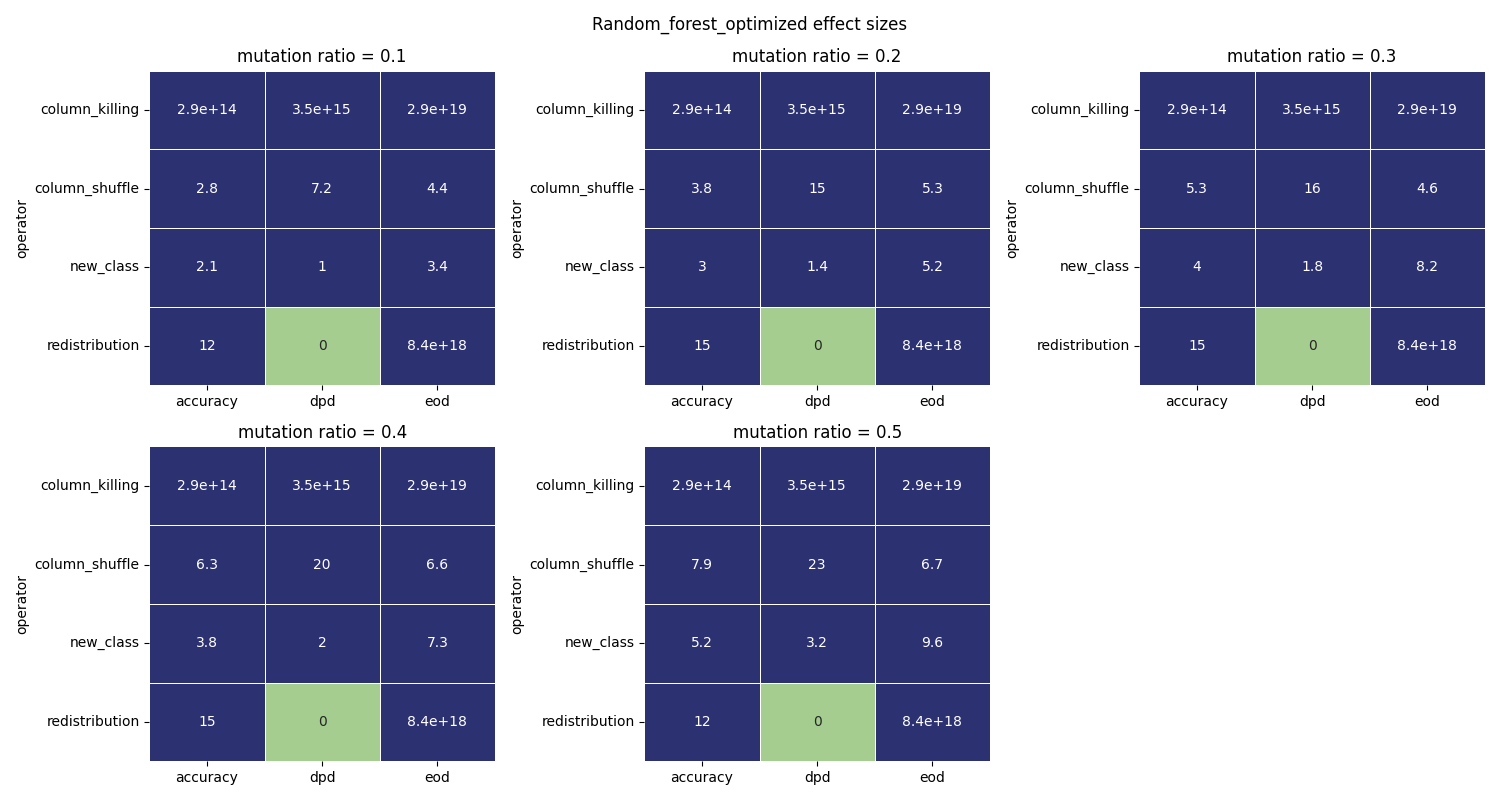 Random_forest_optimized effect sizes
mutation ratio = 0.1
operator
column_killing 2.9e+14 3.5e+15 2.9e+19
column_shuffle 2.8 7.2 4.4
new_class 2.1 1 3.4
redistribution 12 0 8.4e+18
accuracy dpd eod
mutation ratio = 0.2
operator
column_killing 2.9e+14 3.5e+15 2.9e+19
column_shuffle 3.8 15 5.3
new_class 3 1.4 5.2
redistribution 15 0 8.4e+18
accuracy dpd eod
mutation ratio = 0.3
operator
column_killing 2.9e+14 3.5e+15 2.9e+19
column_shuffle 5.3 16 4.6
new_class 4 1.8 8.2
redistribution 15 0 8.4e+18
accuracy dpd eod
mutation ratio = 0.4
operator
column_killing 2.9e+14 3.5e+15 2.9e+19
column_shuffle 6.3 20 6.6
new_class 3.8 2 7.3
redistribution 15 0 8.4e+18
accuracy dpd eod
mutation ratio = 0.5
operator
column_killing 2.9e+14 3.5e+15 2.9e+19
column_shuffle 7.9 23 6.7
new_class 5.2 3.2 9.6
redistribution 12 0 8.4e+18
accuracy dpd eod